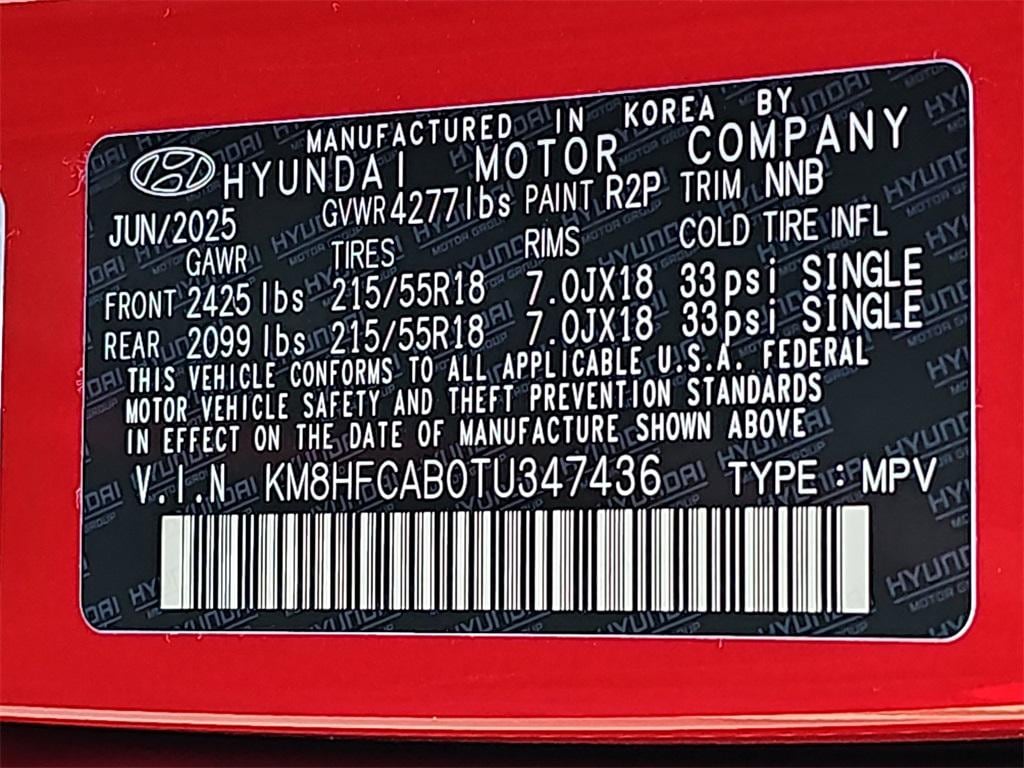 MANUFACTURED IN KOREA BY
HYUNDAI MOTOR COMPANY
JUN/2025 GVWR 4277lbs PAINT R2P TRIM NNB
GAWR TIRES RIMS COLD TIRE INFL
FRONT 2425 lbs 215/55R18 7.0JX18 33psi SINGLE
REAR 2099 lbs 215/55R18 7.0JX18 33psi SINGLE
THIS VEHICLE CONFORMS TO ALL APPLICABLE U.S.A. FEDERAL
MOTOR VEHICLE SAFETY AND THEFT PREVENTION STANDARDS
IN EFFECT ON THE DATE OF MANUFACTURE SHOWN ABOVE
V.I.N KM8HFCAB0TU347436 TYPE : MPV